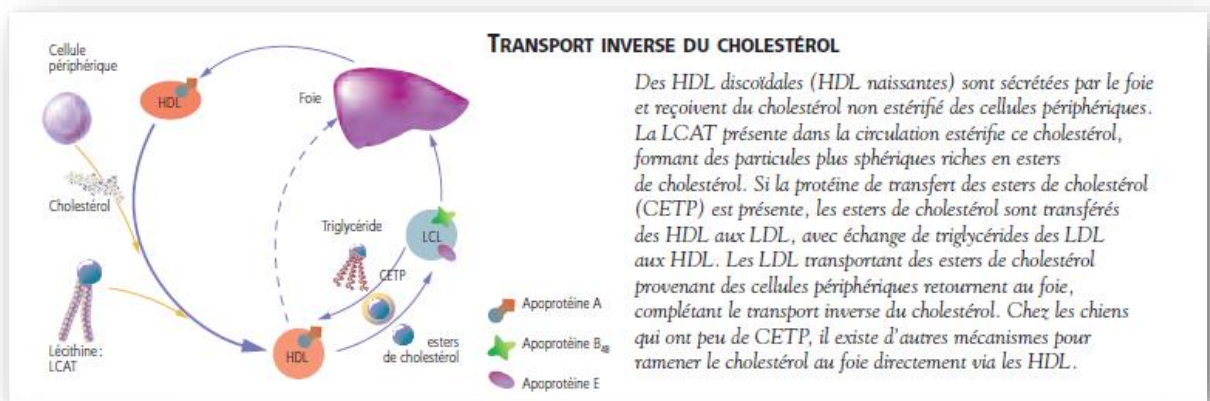 TRANSPORT INVERSE DU CHOLESTÉROL
Des HDL discoïdales (HDL naissantes) sont sécrétées par le foie
et reçoivent du cholestérol non estérifié des cellules périphériques.
La LCAT présente dans la circulation estérifie ce cholestérol,
formant des particules plus sphériques riches en esters
de cholestérol. Si la protéine de transfert des esters de cholestérol
(CETP) est présente, les esters de cholestérol sont transférés
des HDL aux LDL, avec échange de triglycérides des LDL
aux HDL. Les LDL transportant des esters de cholestérol
provenant des cellules périphériques retournent au foie,
complétant le transport inverse du cholestérol. Chez les chiens
qui ont peu de CETP, il existe d'autres mécanismes pour
ramener le cholestérol au foie directement via les HDL.
Cellule
périphérique
HDL
Foie
Cholestérol
Triglycéride
LCL
CETP
Lécithine :
LCAT
HDL
esters
de cholestérol
Apoprotéine A
Apoprotéine B48
Apoprotéine E